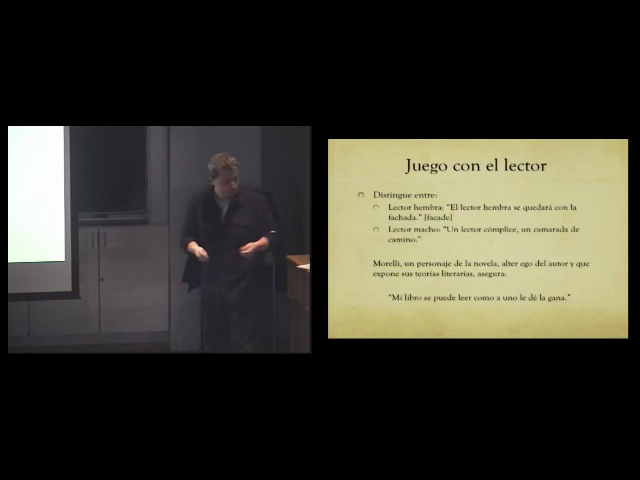 Juego con el lector
Distingue entre:
Lector hembra: “El lector hembra se quedará con la
fachada.” [facade]
Lector macho: “Un lector cómplice, un camarada de
camino.”
Morelli, un personaje de la novela, alter ego del autor y que
expone sus teorías literarias, asegura:
“Mi libro se puede leer como a uno le dé la gana.”